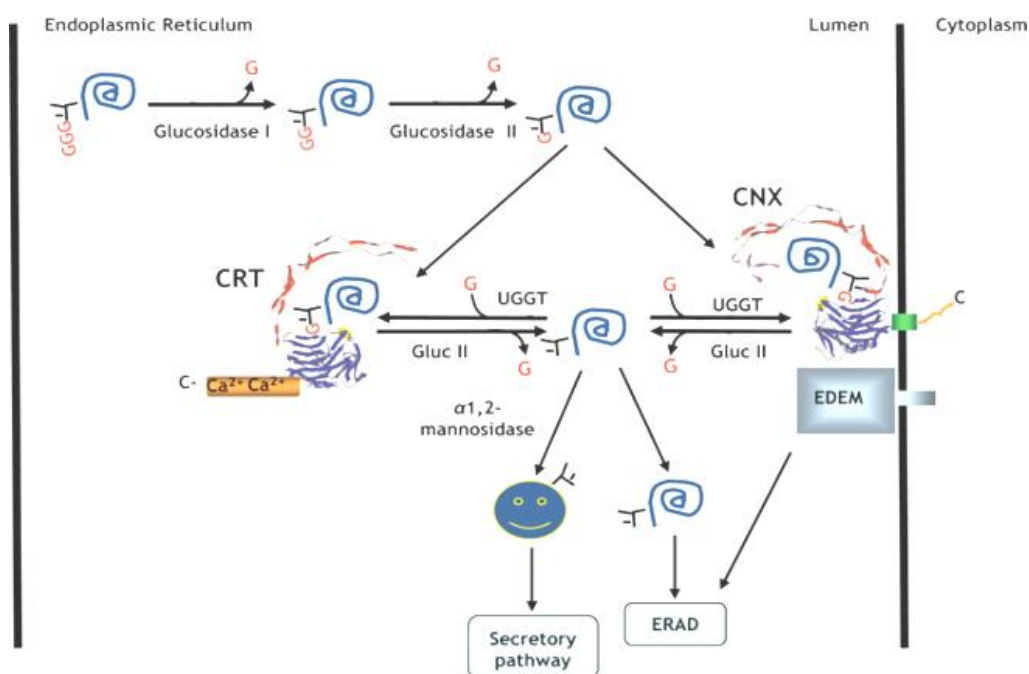 Endoplasmic Reticulum
Lumen
Cytoplasm
G
G
Glucosidase I
Glucosidase II
GGG
GG
G
CNX
CRT
G
G
G
UGGT
G
UGGT
C
Gluc II
G
G
Gluc II
C- Ca²⁺ Ca²⁺
EDEM
α1,2-
mannosidase
Secretory
pathway
ERAD